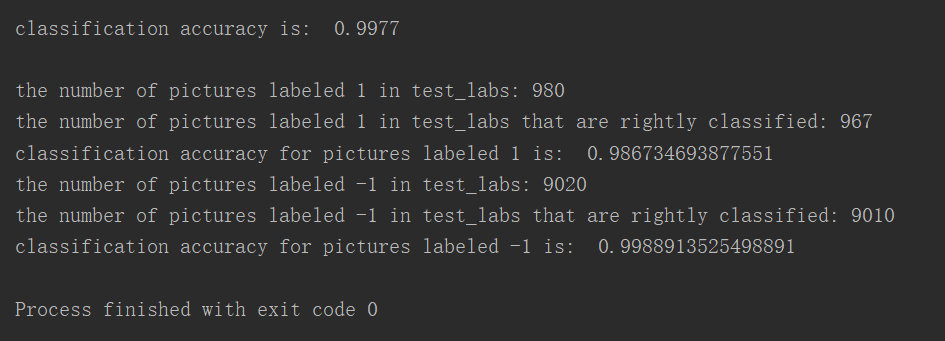 classification accuracy is:  0.9977
the number of pictures labeled 1 in test_labs: 980
the number of pictures labeled 1 in test_labs that are rightly classified: 967
classification accuracy for pictures labeled 1 is:  0.986734693877551
the number of pictures labeled -1 in test_labs: 9020
the number of pictures labeled -1 in test_labs that are rightly classified: 9010
classification accuracy for pictures labeled -1 is:  0.9988913525498891
Process finished with exit code 0